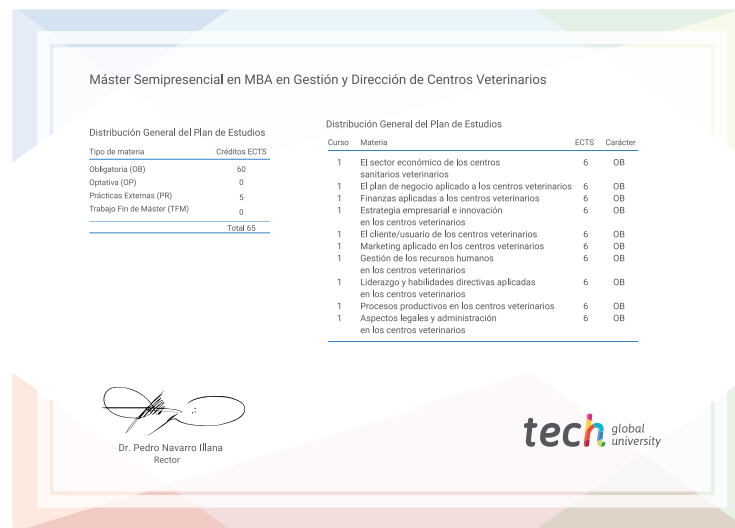 Máster Semipresencial en MBA en Gestión y Dirección de Centros Veterinarios
Distribución General del Plan de Estudios
Tipo de materia Créditos ECTS
Obligatoria (OB) 60
Optativa (OP) 0
Prácticas Externas (PR) 5
Trabajo Fin de Máster (TFM) 0
Total 65
Distribución General del Plan de Estudios
Curso Materia ECTS Carácter
1 El sector económico de los centros 6 OB
sanitarios veterinarios
1 El plan de negocio aplicado a los centros veterinarios 6 OB
1 Finanzas aplicadas a los centros veterinarios 6 OB
1 Estrategia empresarial e innovación 6 OB
en los centros veterinarios
1 El cliente/usuario de los centros veterinarios 6 OB
1 Marketing aplicado en los centros veterinarios 6 OB
1 Gestión de los recursos humanos 6 OB
en los centros veterinarios
1 Liderazgo y habilidades directivas aplicadas 6 OB
en los centros veterinarios
1 Procesos productivos en los centros veterinarios 6 OB
1 Aspectos legales y administración 6 OB
en los centros veterinarios
Dr. Pedro Navarro Illana
Rector
tech global
university